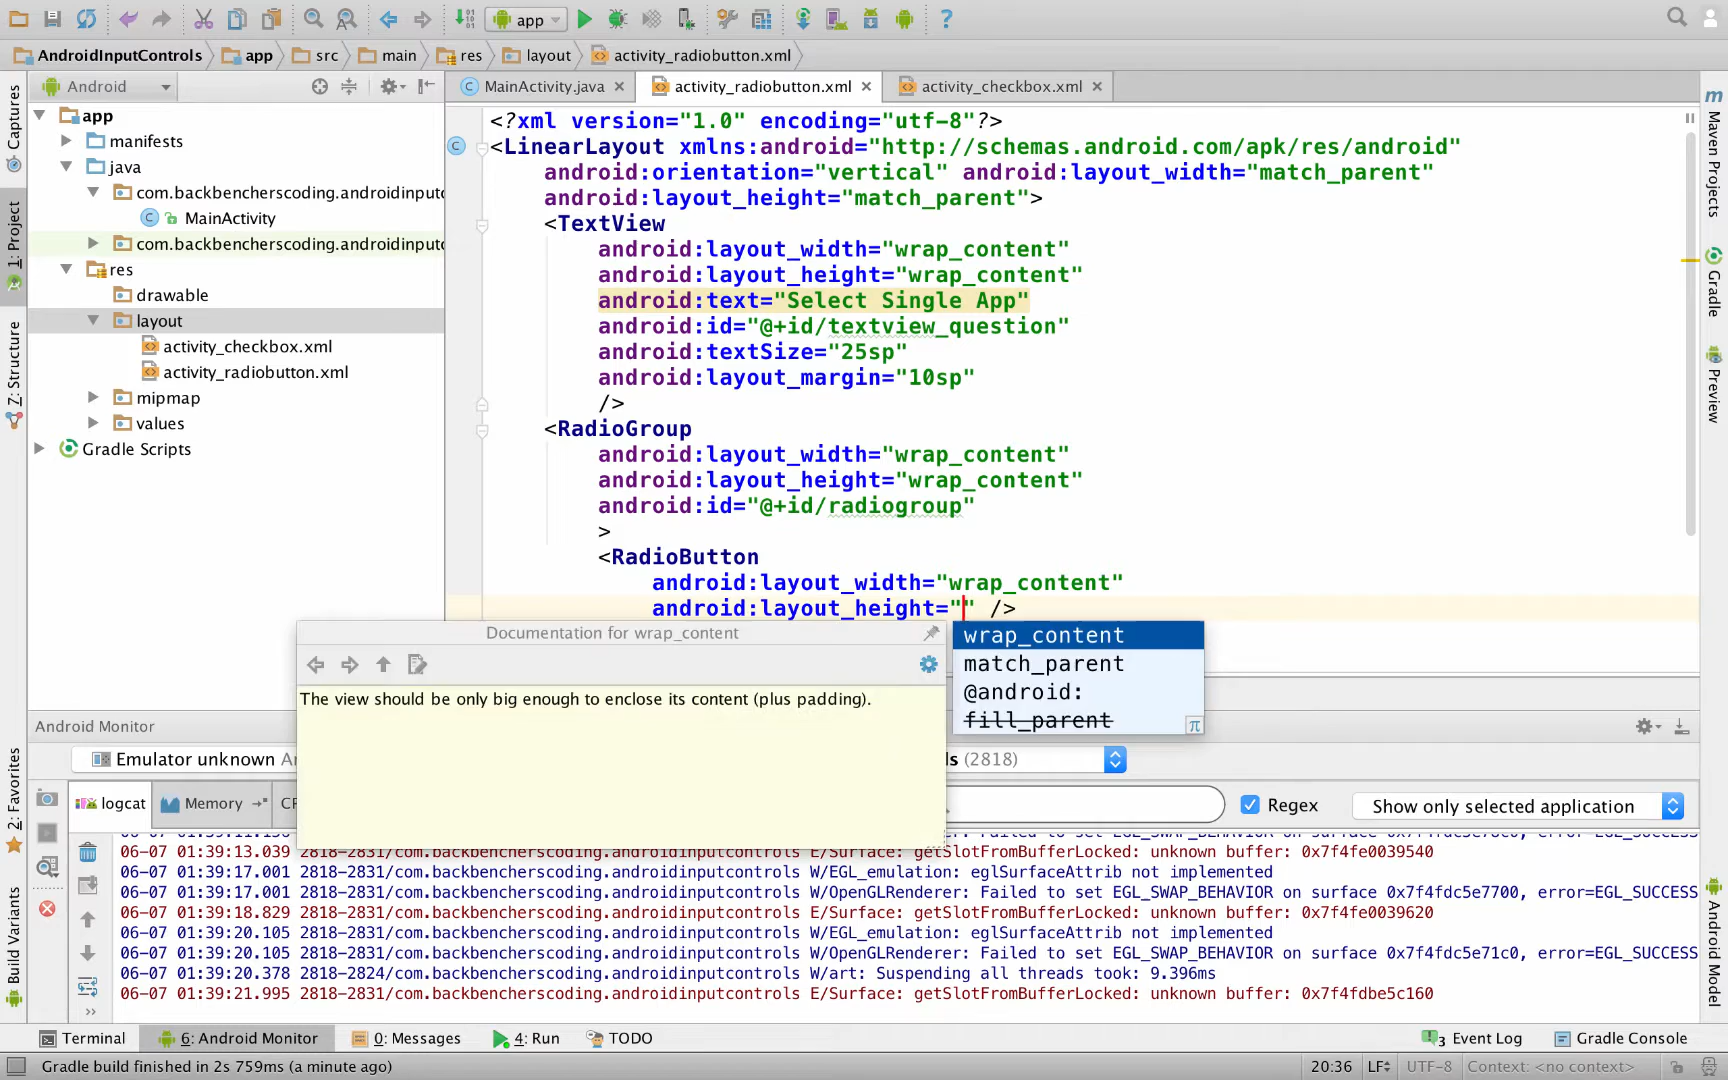 app
AndroidInputControls
app
src
main
res
layout
activity_radiobutton.xml
Android
MainActivity.java
activity_radiobutton.xml
activity_checkbox.xml
Captures
1: Project
Z: Structure
2: Favorites
Build Variants
app
manifests
java
com.backbencherscoding.androidinputc
MainActivity
com.backbencherscoding.androidinputc
res
drawable
layout
activity_checkbox.xml
activity_radiobutton.xml
mipmap
values
Gradle Scripts
<?xml version="1.0" encoding="utf-8"?>
<LinearLayout xmlns:android="http://schemas.android.com/apk/res/android"
android:orientation="vertical" android:layout_width="match_parent"
android:layout_height="match_parent">
<TextView
android:layout_width="wrap_content"
android:layout_height="wrap_content"
android:text="Select Single App"
android:id="@+id/textview_question"
android:textSize="25sp"
android:layout_margin="10sp"
/>
<RadioGroup
android:layout_width="wrap_content"
android:layout_height="wrap_content"
android:id="@+id/radiogroup"
>
<RadioButton
android:layout_width="wrap_content"
android:layout_height="" />
wrap_content
match_parent
@android:
fill_parent
π
Documentation for wrap_content
The view should be only big enough to enclose its content (plus padding).
m
Maven Projects
Gradle
Preview
Android Model
Android Monitor
Emulator unknown An
ls (2818)
logcat
Memory
CP
Regex
Show only selected application
06-07 01:39:13.039 2818-2831/com.backbencherscoding.androidinputcontrols E/Surface: getSlotFromBufferLocked: unknown buffer: 0x7f4fe0039540
06-07 01:39:17.001 2818-2831/com.backbencherscoding.androidinputcontrols W/EGL_emulation: eglSurfaceAttrib not implemented
06-07 01:39:17.001 2818-2831/com.backbencherscoding.androidinputcontrols W/OpenGLRenderer: Failed to set EGL_SWAP_BEHAVIOR on surface 0x7f4fdc5e7700, error=EGL_SUCCESS
06-07 01:39:18.829 2818-2831/com.backbencherscoding.androidinputcontrols E/Surface: getSlotFromBufferLocked: unknown buffer: 0x7f4fe0039620
06-07 01:39:20.105 2818-2831/com.backbencherscoding.androidinputcontrols W/EGL_emulation: eglSurfaceAttrib not implemented
06-07 01:39:20.105 2818-2831/com.backbencherscoding.androidinputcontrols W/OpenGLRenderer: Failed to set EGL_SWAP_BEHAVIOR on surface 0x7f4fdc5e71c0, error=EGL_SUCCESS
06-07 01:39:20.378 2818-2824/com.backbencherscoding.androidinputcontrols W/art: Suspending all threads took: 9.396ms
06-07 01:39:21.995 2818-2831/com.backbencherscoding.androidinputcontrols E/Surface: getSlotFromBufferLocked: unknown buffer: 0x7f4fdbe5c160
Terminal
6: Android Monitor
0: Messages
4: Run
TODO
3 Event Log
Gradle Console
Gradle build finished in 2s 759ms (a minute ago)
20:36
LF
UTF-8
Context: <no context>